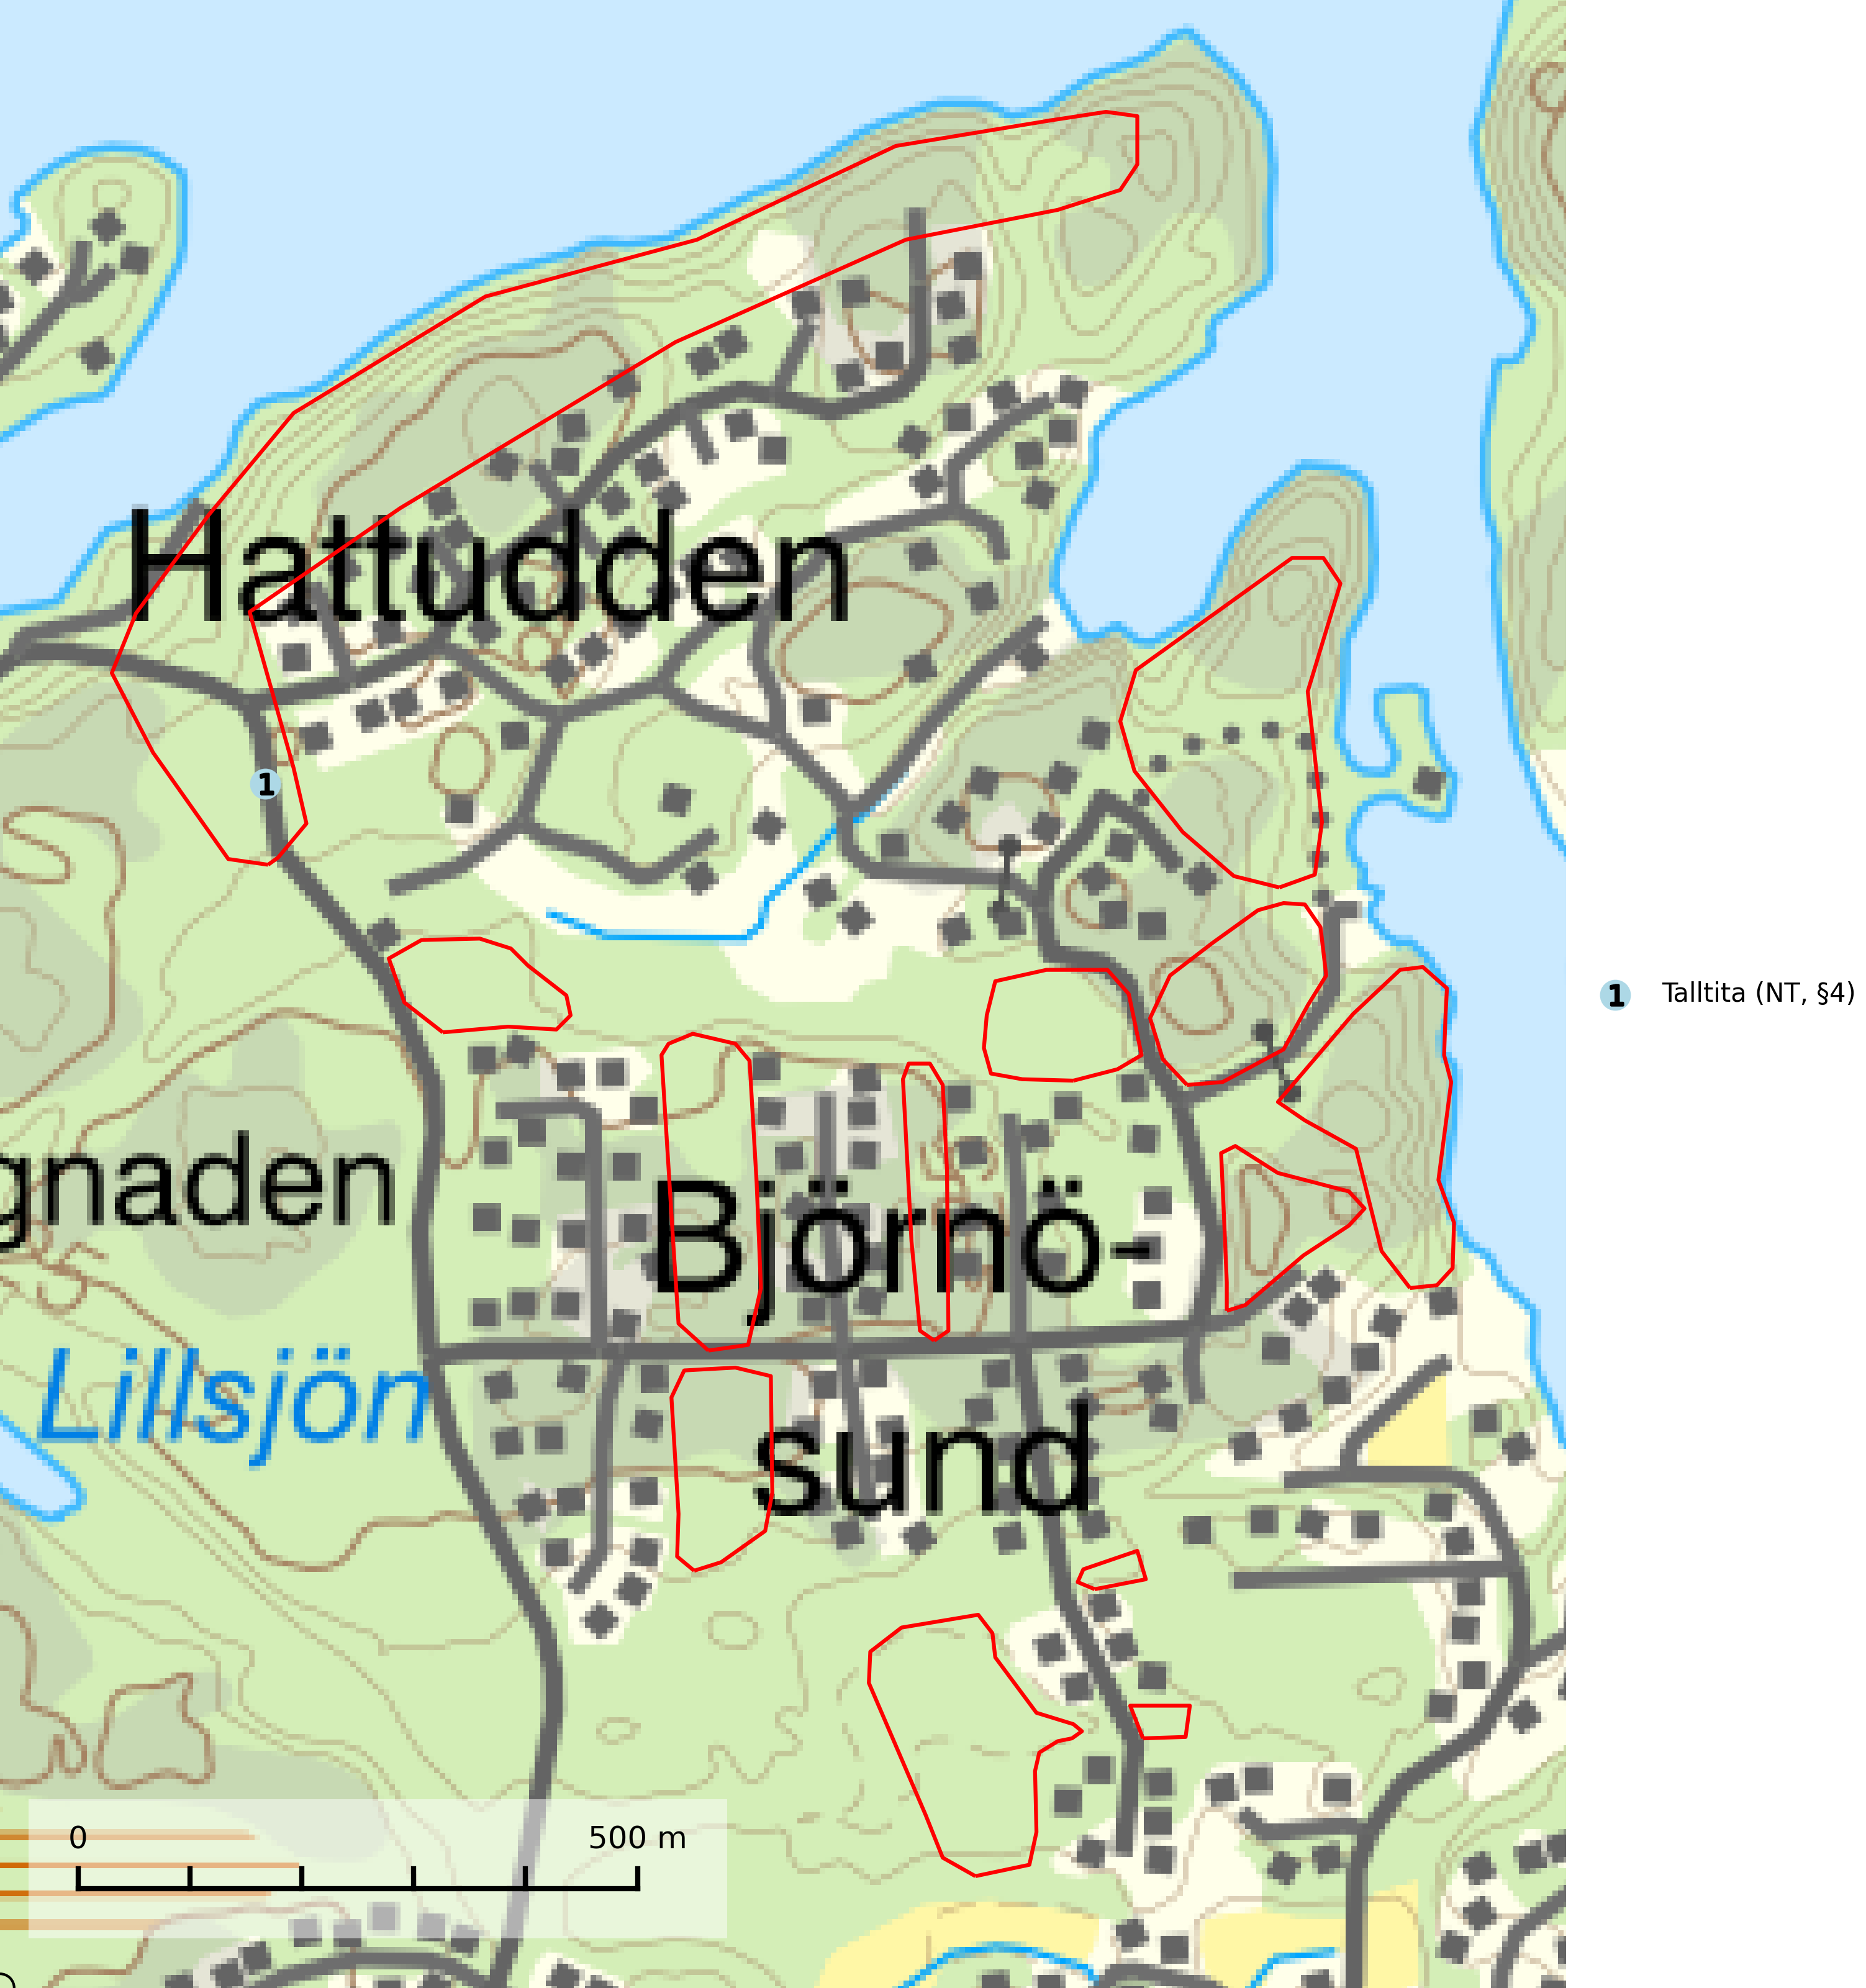 Hattudden
1
1 Talltita (NT, §4)
gnaden
Björnö-
Lillsjön
sund
0 500 m